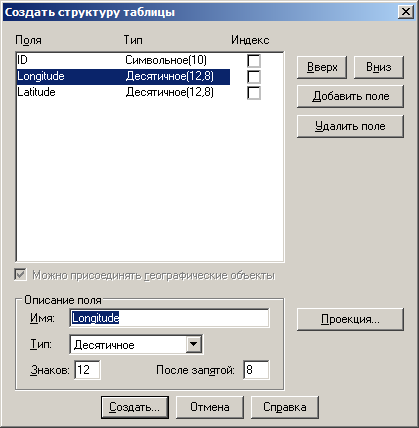 Создать структуру таблицы
Поля Тип Индекс
ID Символьное(10)
Longitude Десятичное(12,8)
Latitude Десятичное(12,8)
Вверх Вниз
Добавить поле
Удалить поле
Можно присоединять географические объекты
Описание поля
Имя: Longitude
Проекция...
Тип: Десятичное
Знаков: 12 После запятой: 8
Создать... Отмена Справка